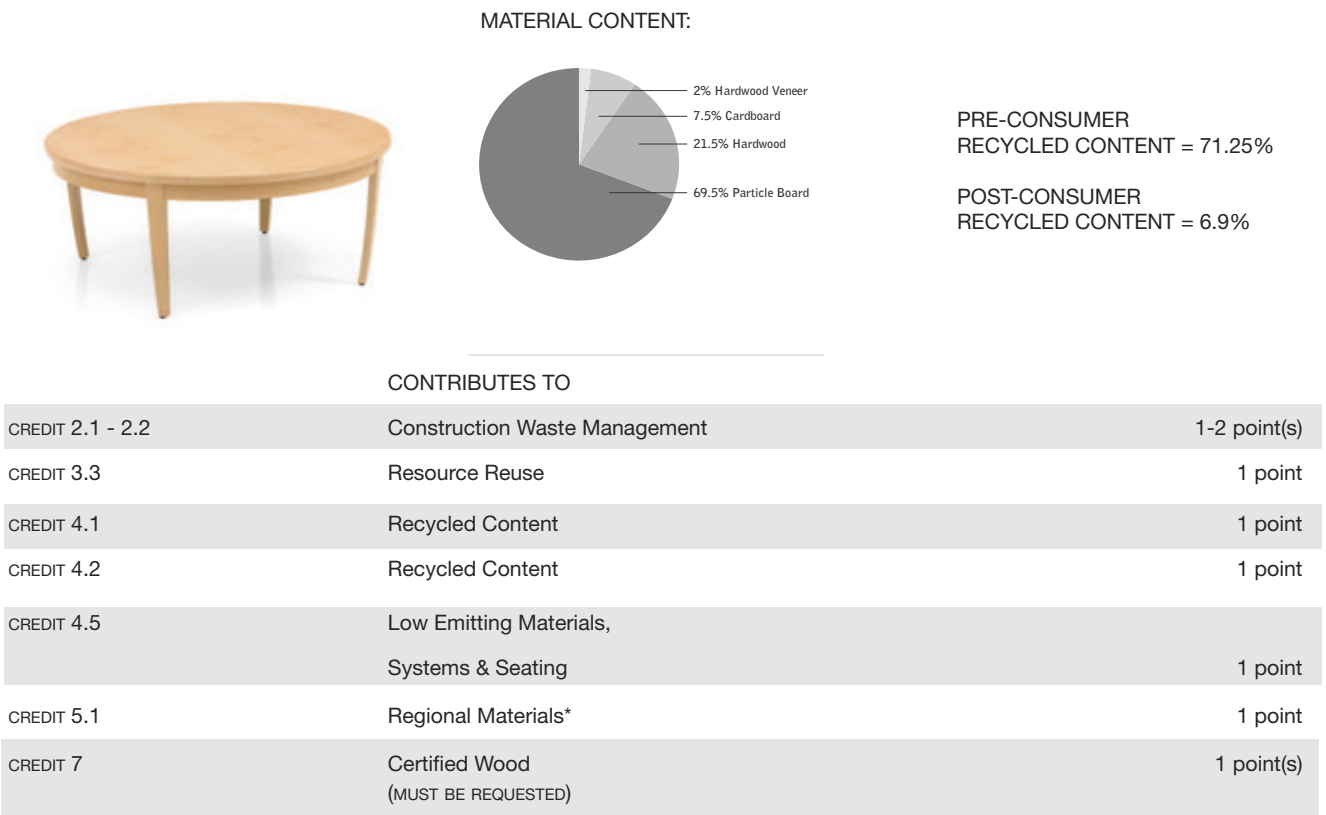 MATERIAL CONTENT:
2% Hardwood Veneer
7.5% Cardboard
21.5% Hardwood
69.5% Particle Board
PRE-CONSUMER
RECYCLED CONTENT = 71.25%
POST-CONSUMER
RECYCLED CONTENT = 6.9%
CONTRIBUTES TO
CREDIT 2.1 - 2.2 Construction Waste Management 1-2 point(s)
CREDIT 3.3 Resource Reuse 1 point
CREDIT 4.1 Recycled Content 1 point
CREDIT 4.2 Recycled Content 1 point
CREDIT 4.5 Low Emitting Materials,
Systems & Seating 1 point
CREDIT 5.1 Regional Materials* 1 point
CREDIT 7 Certified Wood 1 point(s)
(MUST BE REQUESTED)